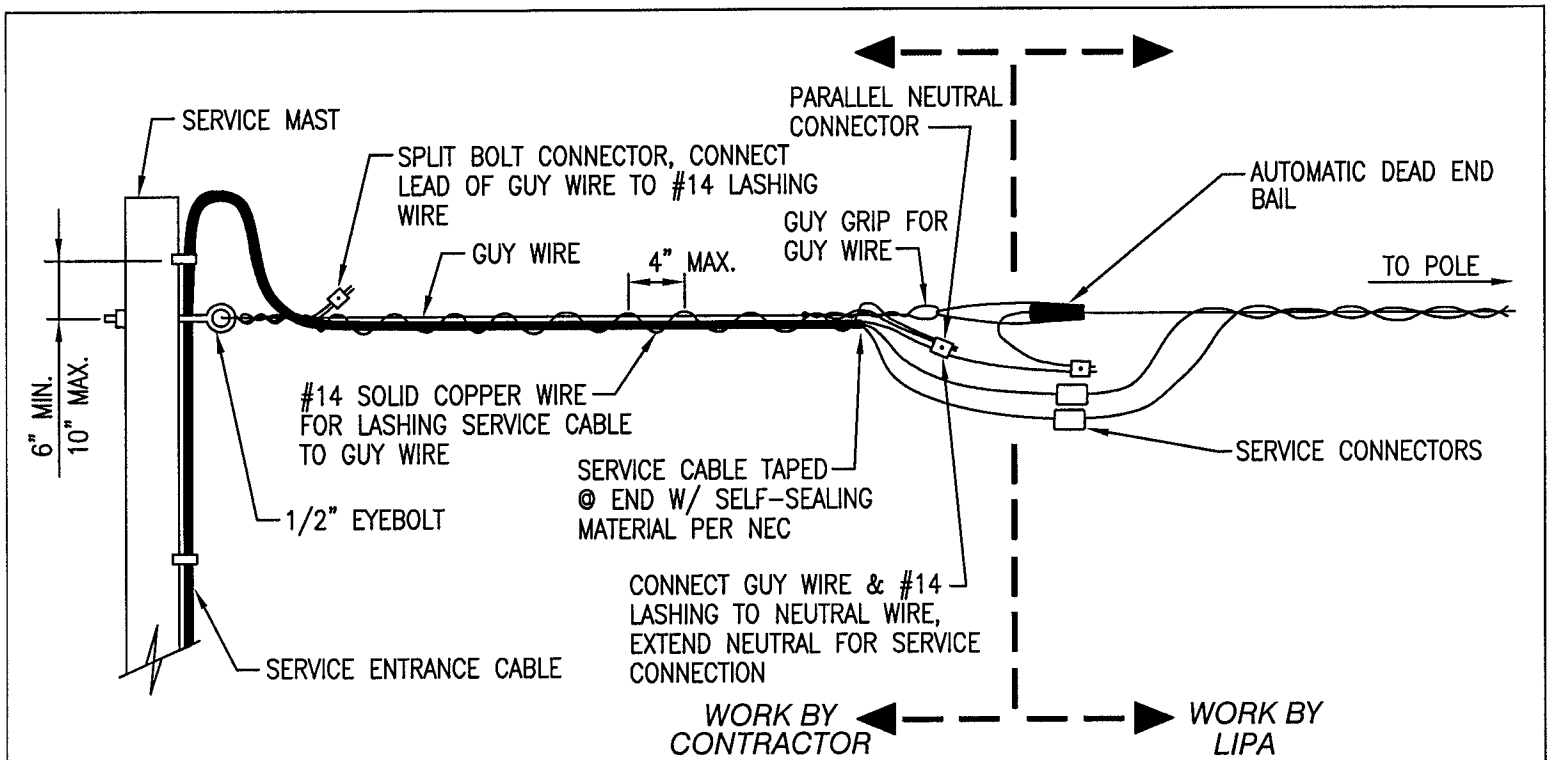 SERVICE MAST
SPLIT BOLT CONNECTOR, CONNECT
LEAD OF GUY WIRE TO #14 LASHING
WIRE
GUY WIRE
4" MAX.
PARALLEL NEUTRAL
CONNECTOR
GUY GRIP FOR
GUY WIRE
AUTOMATIC DEAD END
BAIL
TO POLE
6" MIN.
10" MAX.
#14 SOLID COPPER WIRE
FOR LASHING SERVICE CABLE
TO GUY WIRE
1/2" EYEBOLT
SERVICE CABLE TAPED
@ END W/ SELF-SEALING
MATERIAL PER NEC
SERVICE CONNECTORS
CONNECT GUY WIRE & #14
LASHING TO NEUTRAL WIRE,
EXTEND NEUTRAL FOR SERVICE
CONNECTION
SERVICE ENTRANCE CABLE
WORK BY
CONTRACTOR
WORK BY
LIPA